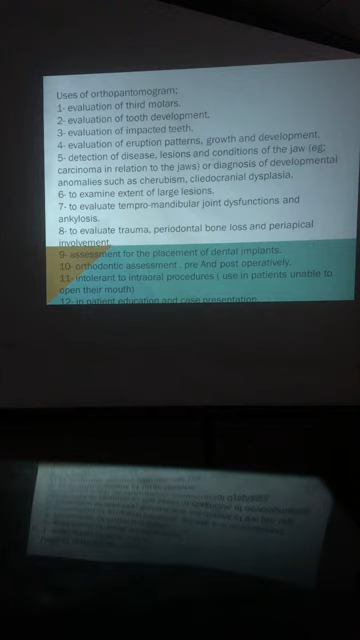 Uses of orthopantomogram;
1- evaluation of third molars.
2- evaluation of tooth development.
3- evaluation of impacted teeth.
4- evaluation of eruption patterns, growth and development.
5- detection of disease, lesions and conditions of the jaw (eg;
carcinoma in relation to the jaws) or diagnosis of developmental
anomalies such as cherubism, cliedocranial dysplasia.
6- to examine extent of large lesions.
7- to evaluate tempro-mandibular joint dysfunctions and
ankylosis.
8- to evaluate trauma, periodontal bone loss and periapical
involvement.
9- assessment for the placement of dental implants.
10- orthodontic assessment . pre And post operatively.
11- intolerant to intraoral procedures ( use in patients unable to
open their mouth)
12- in patient education and case presentation.